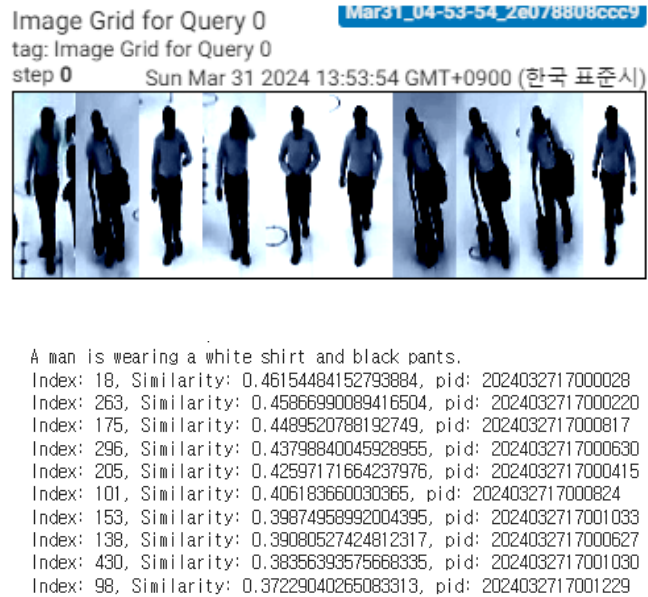 Image Grid for Query 0
Mar31_04-53-54_2e078808ccc9
tag: Image Grid for Query 0
step 0
Sun Mar 31 2024 13:53:54 GMT+0900 (한국 표준시)
A man is wearing a white shirt and black pants.
Index: 18, Similarity: 0.46154484152793884, pid: 2024032717000028
Index: 263, Similarity: 0.45866990089416504, pid: 2024032717000220
Index: 175, Similarity: 0.4489520788192749, pid: 2024032717000817
Index: 296, Similarity: 0.43798840045928955, pid: 2024032717000630
Index: 205, Similarity: 0.42597171664237976, pid: 2024032717000415
Index: 101, Similarity: 0.406183660030365, pid: 2024032717000824
Index: 153, Similarity: 0.39874958992004395, pid: 2024032717001033
Index: 138, Similarity: 0.39080527424812317, pid: 2024032717000627
Index: 430, Similarity: 0.38356393575668335, pid: 2024032717001030
Index: 98, Similarity: 0.37229040265083313, pid: 2024032717001229